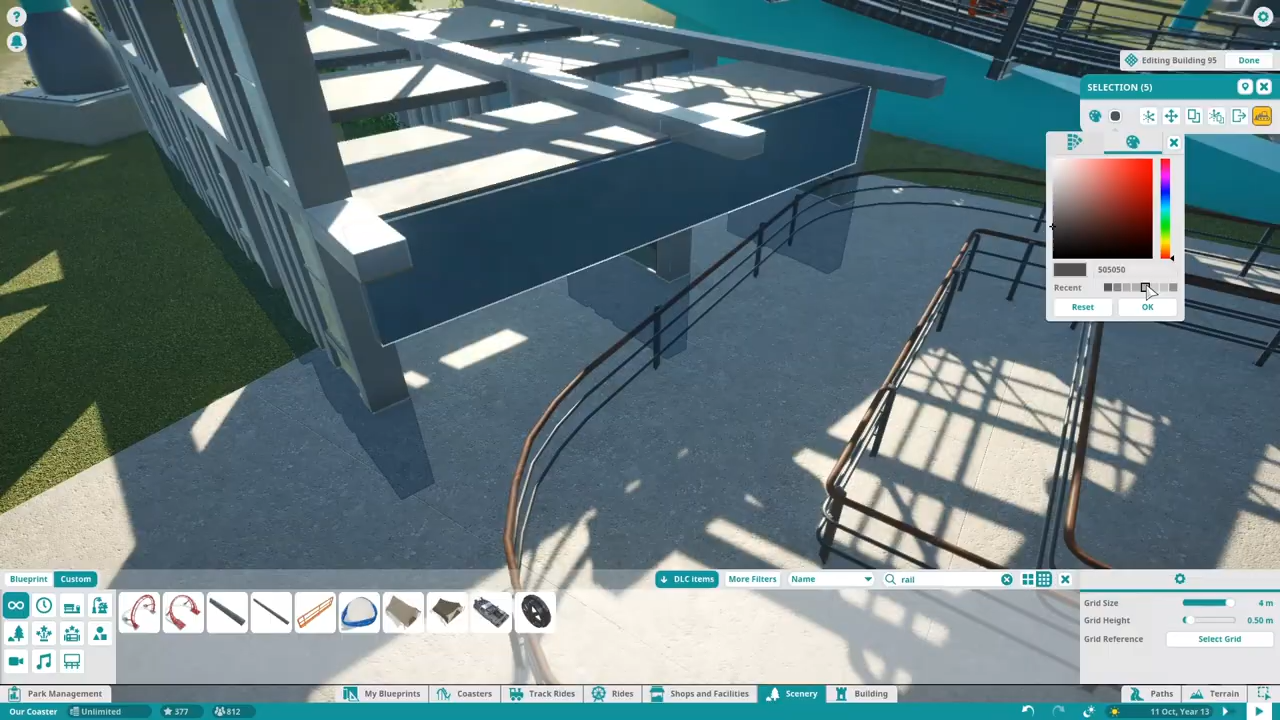 Editing Building 95
Done
SELECTION (5)
505050
Recent
Reset
OK
Blueprint
Custom
DLC items
More Filters
Name
rail
Grid Size
4 m
Grid Height
0.50 m
Grid Reference
Select Grid
Park Management
My Blueprints
Coasters
Track Rides
Rides
Shops and Facilities
Scenery
Building
Paths
Terrain
Our Coaster
Unlimited
377
812
11 Oct, Year 13